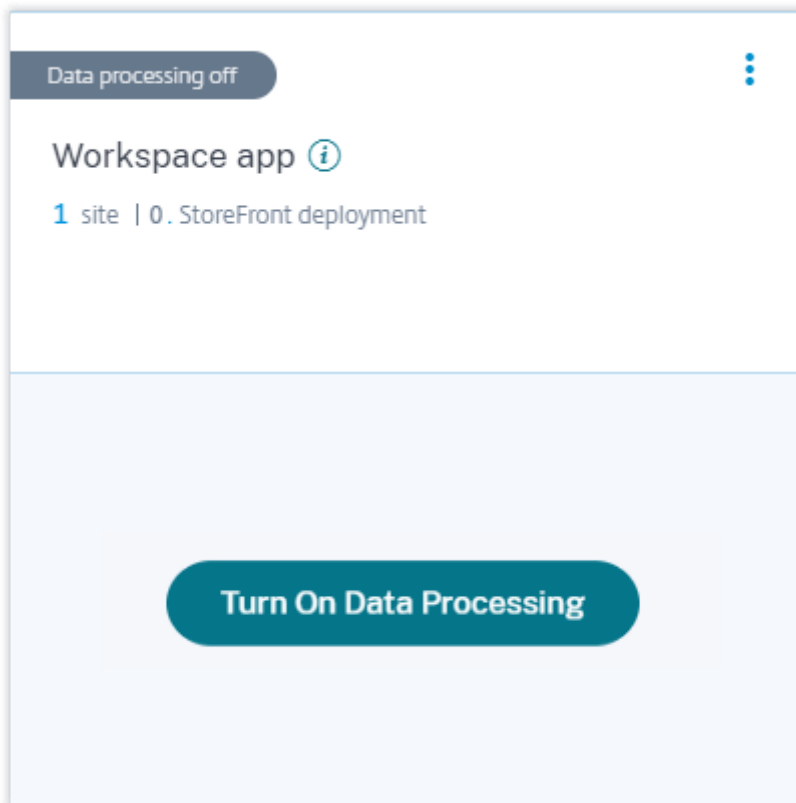 Data processing off
Workspace app i
1 site | 0. StoreFront deployment
Turn On Data Processing